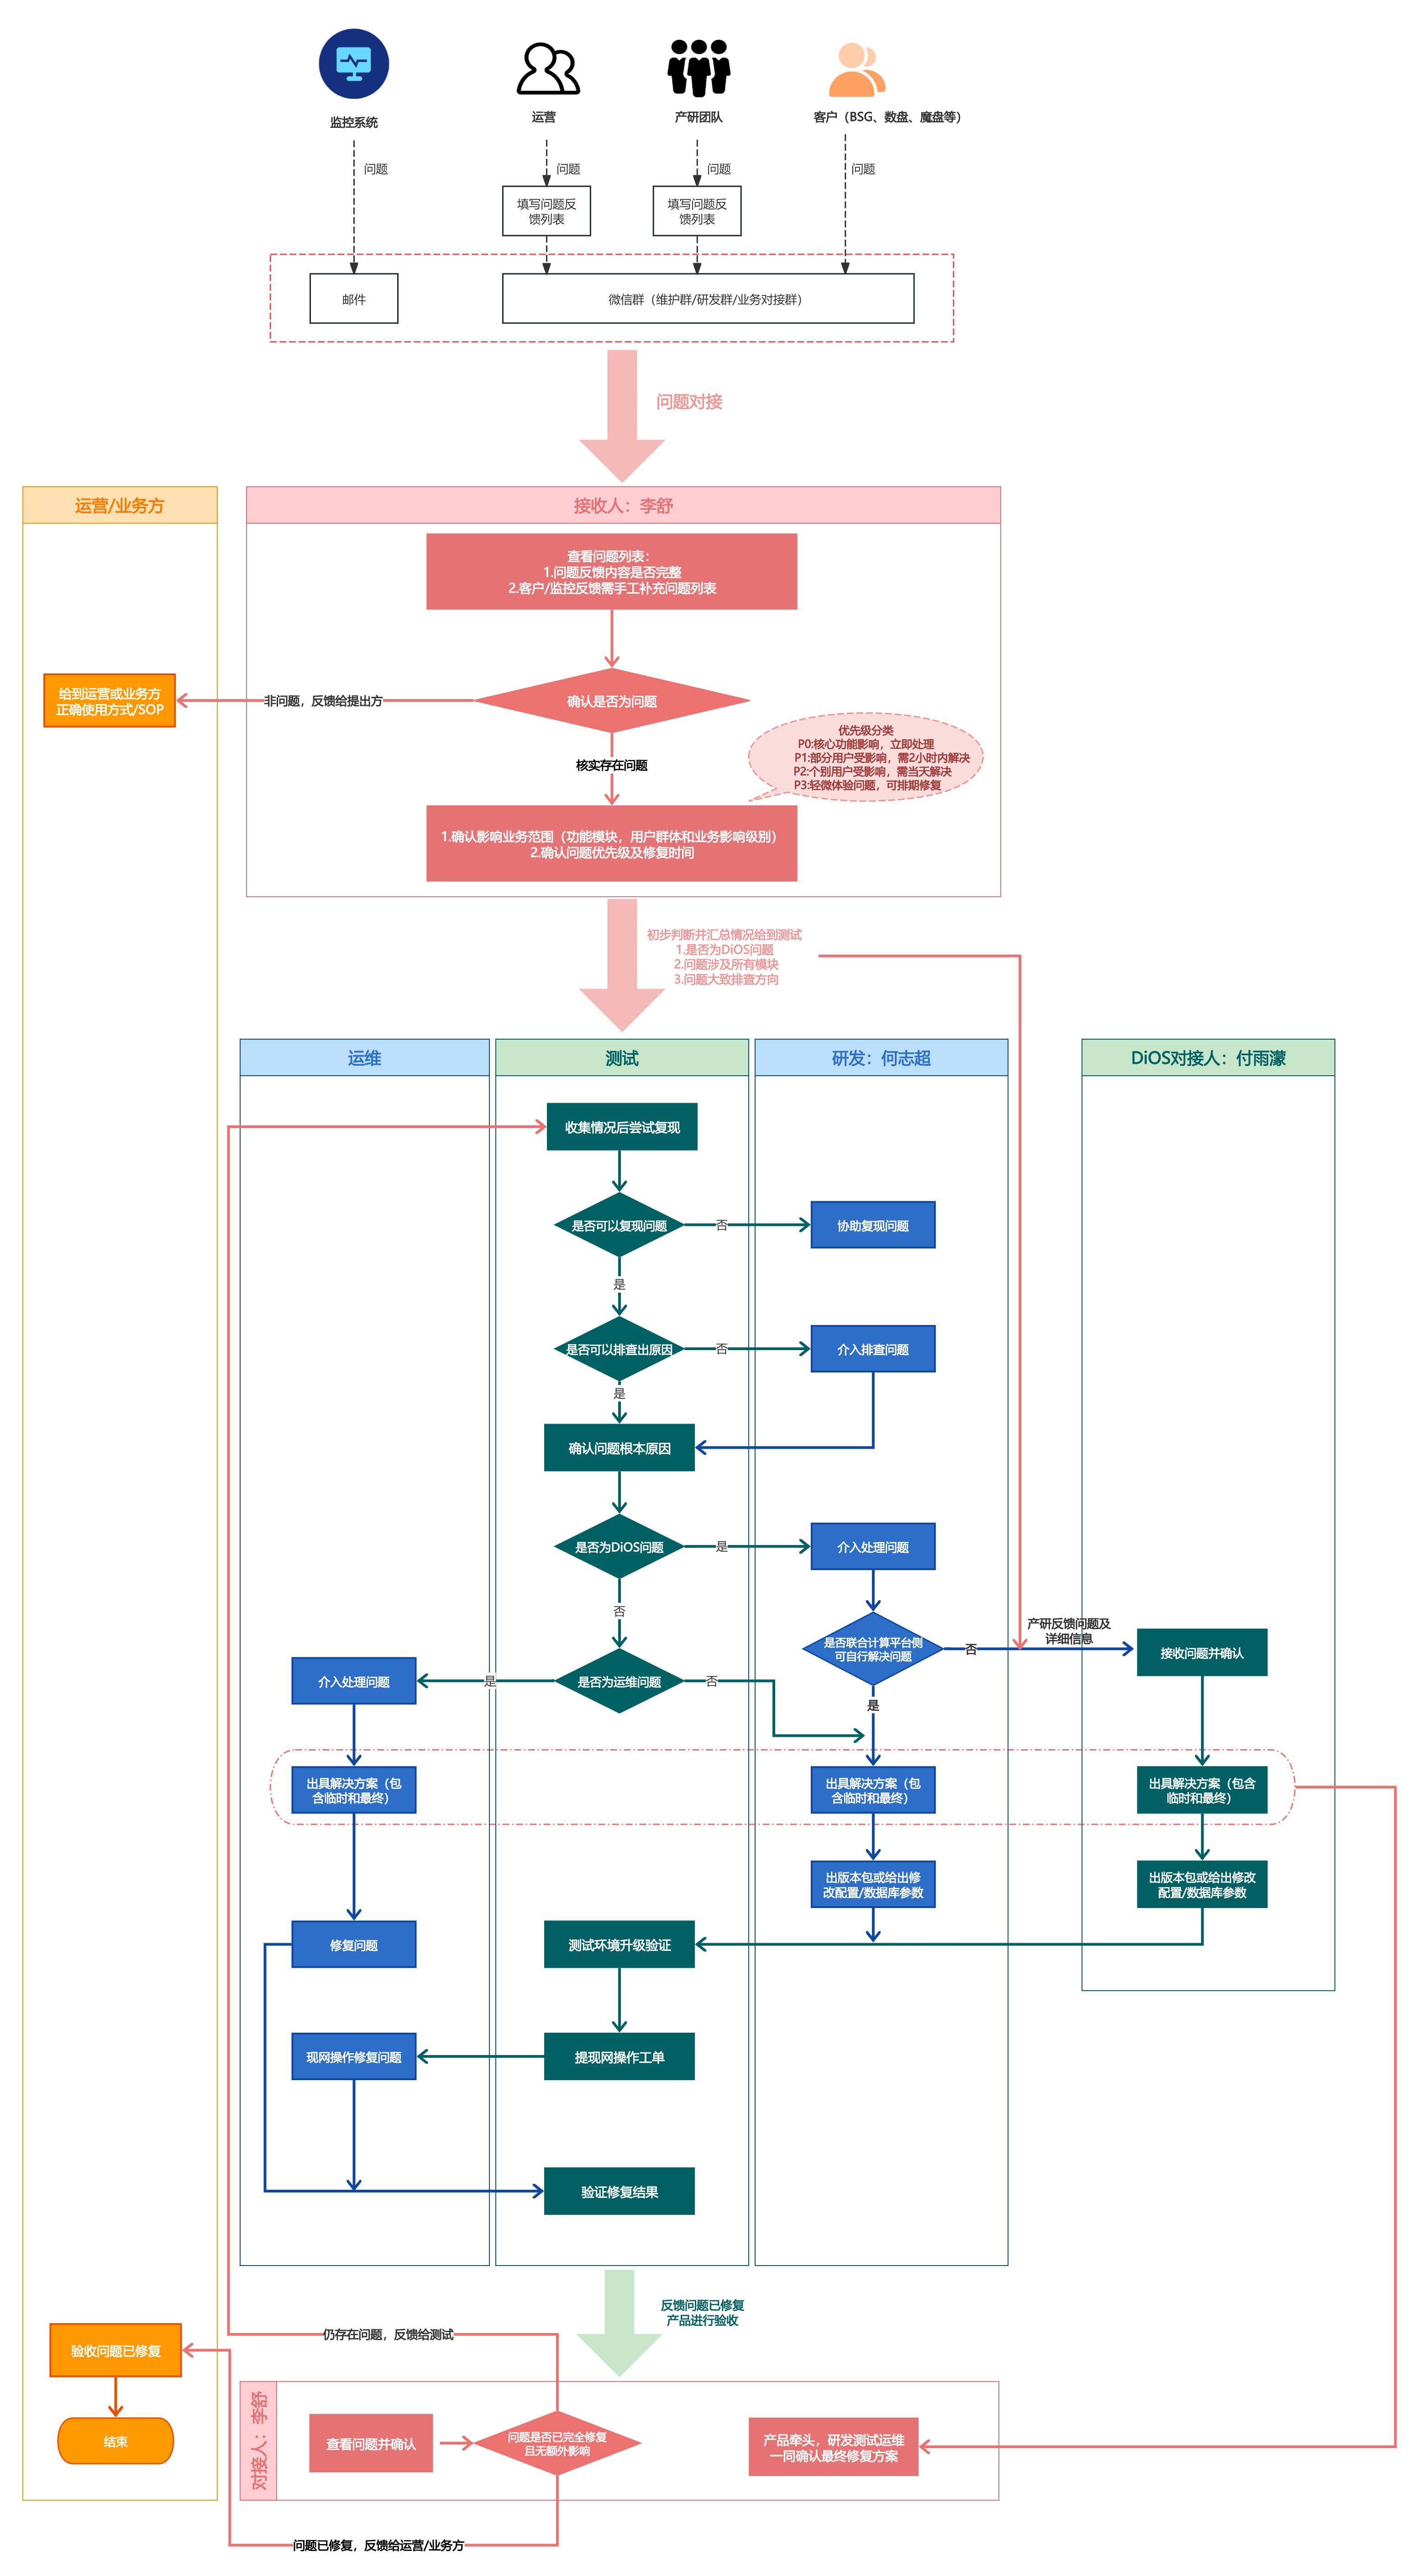 监控系统
运营
产研团队
客户（BSG、数盘、魔盘等）
问题
问题
问题
问题
填写问题反
馈列表
填写问题反
馈列表
邮件
微信群（维护群/研发群/业务对接群）
问题对接
运营/业务方
接收人：李舒
查看问题列表：
1.问题反馈内容是否完整
2.客户/监控反馈需手工补充问题列表
给到运营或业务方
正确使用方式/SOP
非问题，反馈给提出方
确认是否为问题
优先级分类
P0:核心功能影响，立即处理
P1:部分用户受影响，需2小时内解决
P2:个别用户受影响，需当天解决
P3:轻微体验问题，可排期修复
核实存在问题
1.确认影响业务范围（功能模块，用户群体和业务影响级别）
2.确认问题优先级及修复时间
初步判断并汇总情况给到测试
1.是否为DiOS问题
2.问题涉及所有模块
3.问题大致排查方向
运维
测试
研发：何志超
DiOS对接人：付雨濛
收集情况后尝试复现
是否可以复现问题
否
协助复现问题
是
是否可以排查出原因
否
介入排查问题
是
确认问题根本原因
是否为DiOS问题
是
介入处理问题
否
产研反馈问题及
详细信息
是否联合计算平台侧
可自行解决问题
否
接收问题并确认
介入处理问题
是
是否为运维问题
否
是
出具解决方案（包
含临时和最终）
出具解决方案（包
含临时和最终）
出具解决方案（包含
临时和最终）
出版本包或给出修
改配置/数据库参数
出版本包或给出修改
配置/数据库参数
修复问题
测试环境升级验证
现网操作修复问题
提现网操作工单
验证修复结果
反馈问题已修复
产品进行验收
仍存在问题，反馈给测试
验收问题已修复
结束
对接人：李舒
查看问题并确认
问题是否已完全修复
且无额外影响
产品牵头，研发测试运维
一同确认最终修复方案
问题已修复，反馈给运营/业务方